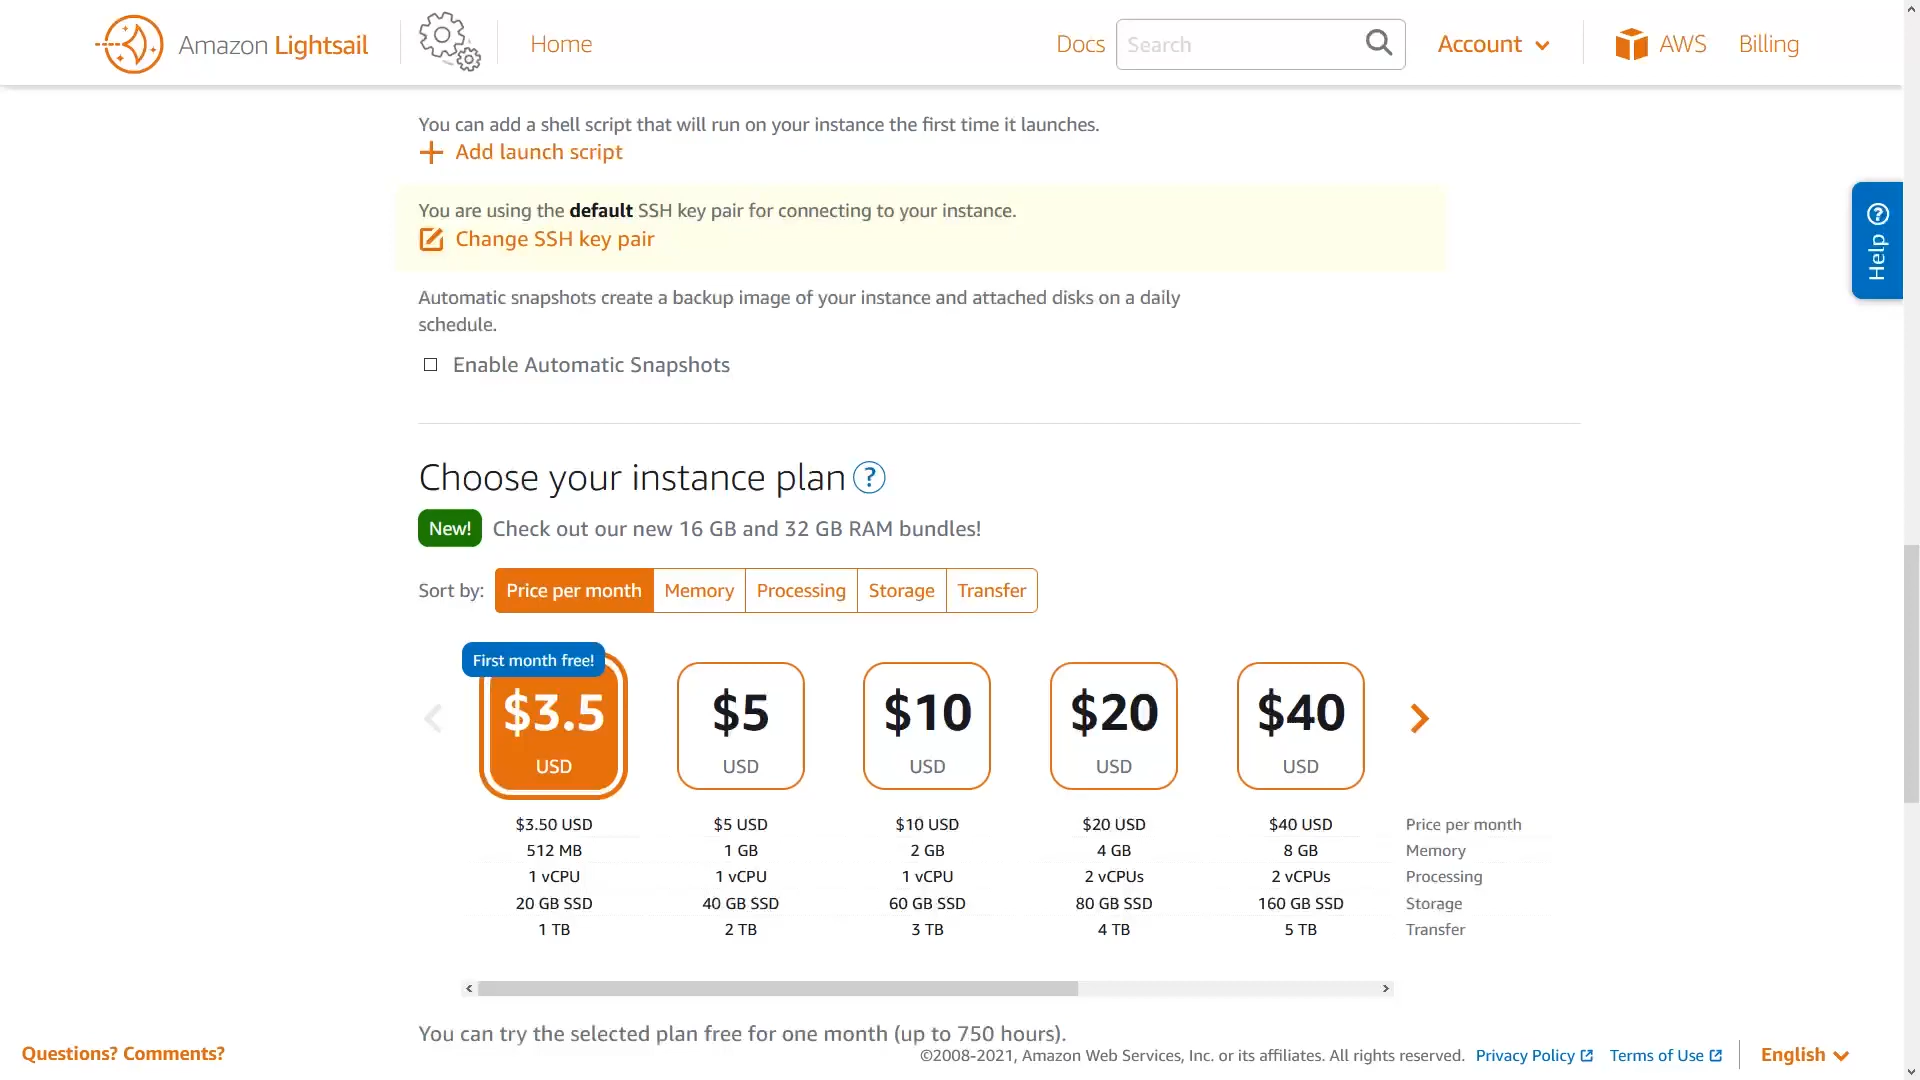 Amazon Lightsail
Home
Docs
Search
Account
AWS
Billing
You can add a shell script that will run on your instance the first time it launches.
Add launch script
You are using the default SSH key pair for connecting to your instance.
Change SSH key pair
Automatic snapshots create a backup image of your instance and attached disks on a daily
schedule.
Enable Automatic Snapshots
Help
Choose your instance plan ?
New! Check out our new 16 GB and 32 GB RAM bundles!
Sort by: Price per month Memory Processing Storage Transfer
First month free!
$3.5 $5 $10 $20 $40
USD USD USD USD USD
$3.50 USD $5 USD $10 USD $20 USD $40 USD Price per month
512 MB 1 GB 2 GB 4 GB 8 GB Memory
1 vCPU 1 vCPU 1 vCPU 2 vCPUs 2 vCPUs Processing
20 GB SSD 40 GB SSD 60 GB SSD 80 GB SSD 160 GB SSD Storage
1 TB 2 TB 3 TB 4 TB 5 TB Transfer
You can try the selected plan free for one month (up to 750 hours).
Questions? Comments?
©2008-2021, Amazon Web Services, Inc. or its affiliates. All rights reserved. Privacy Policy Terms of Use
English